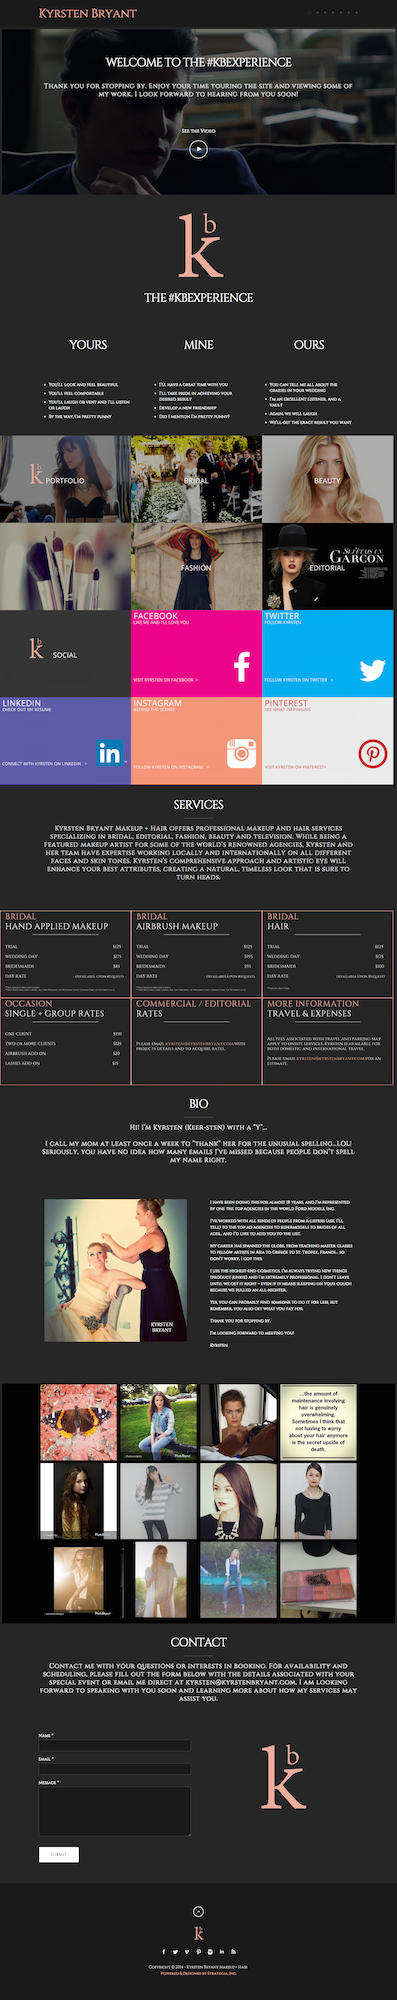 Kyrsten Bryant
Welcome to the #KBExperience
Thank you for stopping by. Enjoy your time touring the site and viewing some of
my work. I look forward to hearing from you soon!
See the Video
kb
The #KBExperience
Yours
Mine
Ours
You'll look and feel beautiful
You'll feel comfortable
You'll laugh or vent and I'll listen
or laugh
By the way, I'm pretty funny
I'll have a great time with you
I'll take pride in achieving your
desired result
Develop a new friendship
Did I mention I'm pretty funny?
You can tell me all about the
crazies in your wedding
I'm an excellent listener, and a
vault
Again, we will laugh
We'll get the exact result you want
kb PORTFOLIO
BRIDAL
BEAUTY
FASHION
Si j'étais un
GARÇON
EDITORIAL
kb SOCIAL
FACEBOOK
LIKE ME AND I'LL LOVE YOU
VISIT KYRSTEN ON FACEBOOK >
TWITTER
FOLLOW KYRSTEN
FOLLOW KYRSTEN ON TWITTER >
LINKEDIN
CHECK OUT MY RESUME
CONNECT WITH KYRSTEN ON LINKEDIN >
INSTAGRAM
BEHIND THE SCENES
FOLLOW KYRSTEN ON INSTAGRAM >
PINTEREST
SEE WHAT I'M PINNING
VISIT KYRSTEN ON PINTEREST>
Services
Kyrsten Bryant Makeup + Hair offers professional makeup and hair services
specializing in bridal, editorial, fashion, beauty and television. While being a
featured makeup artist for some of the world's renowned agencies, Kyrsten and
her team have expertise working locally and internationally on all different
faces and skin tones. Kyrsten's comprehensive approach and artistic eye will
enhance your best attributes, creating a natural, timeless look that is sure to
turn heads.
Bridal
Hand Applied Makeup
Trial $125
Wedding Day $175
Bridesmaids $85
Day Rate (Available Upon Request)
Bridal
Airbrush Makeup
Trial $125
Wedding Day $195
Bridesmaids $95
Day Rate (Available Upon Request)
Bridal
Hair
Trial $125
Wedding Day $175
Bridesmaids $100
Day Rate (Available Upon Request)
Occasion
Single + Group Rates
One Client $150
Two or More Clients $125
Airbrush Add On $20
Lashes Add On $15
Commercial / Editorial
Rates
Please email kyrsten@kyrstenbryant.com with
projects details and to acquire rates.
More Information
Travel & Expenses
All fees associated with travel and parking may
apply to onsite services. Kyrsten is available for
both domestic and international travel.
Please email kyrsten@kyrstenbryant.com for an
estimate.
Bio
Hi! I'm Kyrsten (Keer-sten) with a "Y"...
I call my mom at least once a week to "thank" her for the unusual spelling...LOL!
Seriously, you have no idea how many emails I've missed because people don't spell
my name right.
KYRSTEN
BRYANT
I have been doing this for almost 18 years, and I'm represented
by one the top agencies in the world Ford Models, Inc.
I've worked with all kinds of people from A-listers (ask, I'll
tell) to the top ad agencies to supermodels to brides of all
ages... and I'd like to add you to the list.
My career has spanned the globe, from teaching master classes
to fellow artists in Asia to Greece to St. Tropez, France... so
don't worry, I got this.
I use the highest-end cosmetics, I'm always trying new things
(product junkie) and I'm extremely professional. I don't leave
until we get it right – even if it means sleeping on your couch
because we pulled an all-nighter.
Yes, you can probably find someone to do it for less, but
remember, you also get what you pay for.
Thank you for stopping by.
I'm looking forward to meeting you!
Kyrsten
...the amount of
maintenance involving
hair is genuinely
overwhelming.
Sometimes I think that
not having to worry
about your hair anymore
is the secret upside of
death.
Contact
Contact me with your questions or interests in booking. For availability and
scheduling, please fill out the form below with the details associated with your
special event or email me direct at kyrsten@kyrstenbryant.com. I am looking
forward to speaking with you soon and learning more about how my services may
assist you.
Name *
Email *
Message *
SUBMIT
kb
kb
Copyright © 2014 - Kyrsten Bryant Makeup + Hair
Powered & Designed by Strategia, Inc.